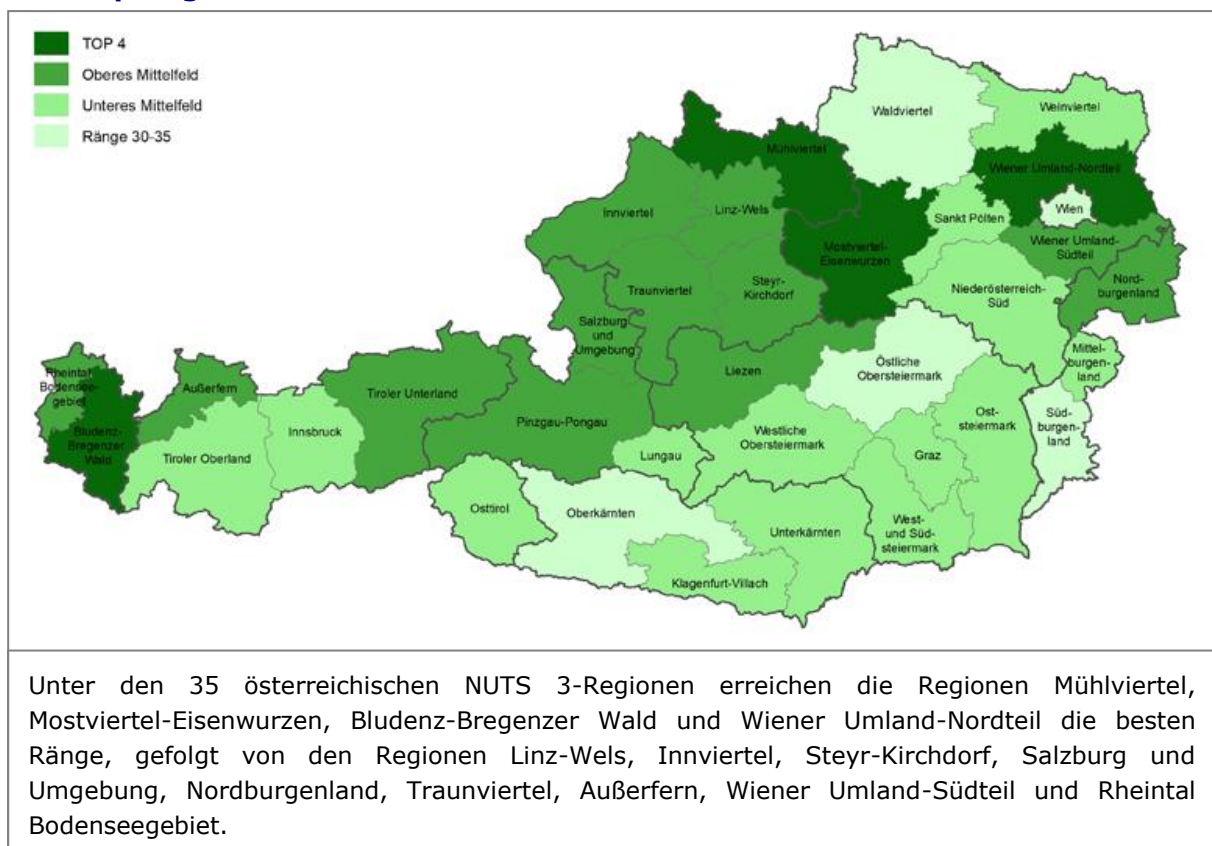 TOP 4
Oberes Mittelfeld
Unteres Mittelfeld
Ränge 30-35
Waldviertel
Weinviertel
Mühlviertel
Wiener Umland-Nordteil
Innviertel
Linz-Wels
Sankt Pölten
Wien
Mostviertel-
Eisenwurzen
Wiener Umland-
Südteil
Traunviertel
Steyr-
Kirchdorf
Niederösterreich-
Süd
Nord-
burgenland
Salzburg
und
Umgebung
Rheintal
Bodensee-
gebiet
Außerfern
Tiroler Unterland
Liezen
Östliche
Obersteiermark
Mittel-
burgen-
land
Bludenz-
Bregenzer
Wald
Tiroler Oberland
Innsbruck
Pinzgau-Pongau
Lungau
Westliche
Obersteiermark
Graz
Ost-
steiermark
Süd-
burgen-
land
Osttirol
Oberkärnten
Unterkärnten
West-
und Süd-
steiermark
Klagenfurt-Villach
Unter den 35 österreichischen NUTS 3-Regionen erreichen die Regionen Mühlviertel,
Mostviertel-Eisenwurzen, Bludenz-Bregenzer Wald und Wiener Umland-Nordteil die besten
Ränge, gefolgt von den Regionen Linz-Wels, Innviertel, Steyr-Kirchdorf, Salzburg und
Umgebung, Nordburgenland, Traunviertel, Außerfern, Wiener Umland-Südteil und Rheintal
Bodenseegebiet.